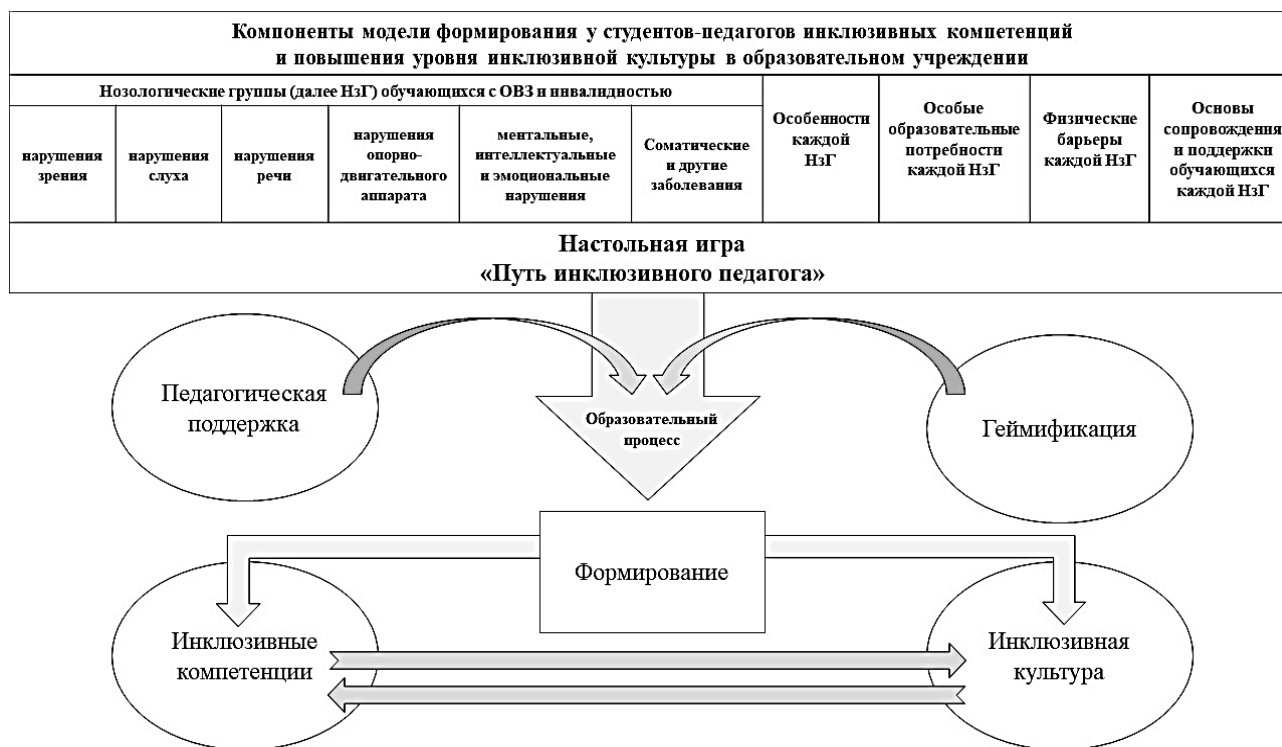 Компоненты модели формирования у студентов-педагогов инклюзивных компетенций
и повышения уровня инклюзивной культуры в образовательном учреждении
Нозологические группы (далее НзГ) обучающихся с ОВЗ и инвалидностью
нарушения
зрения
нарушения
слуха
нарушения
речи
нарушения
опорно-
двигательного
аппарата
ментальные,
интеллектуальные
и эмоциональные
нарушения
Соматические
и другие
заболевания
Особенности
каждой
НзГ
Особые
образовательные
потребности
каждой НзГ
Физические
барьеры
каждой НзГ
Основы
сопровождения
и поддержки
обучающихся
каждой НзГ
Настольная игра
«Путь инклюзивного педагога»
Педагогическая
поддержка
Образовательный
процесс
Геймификация
Формирование
Инклюзивные
компетенции
Инклюзивная
культура